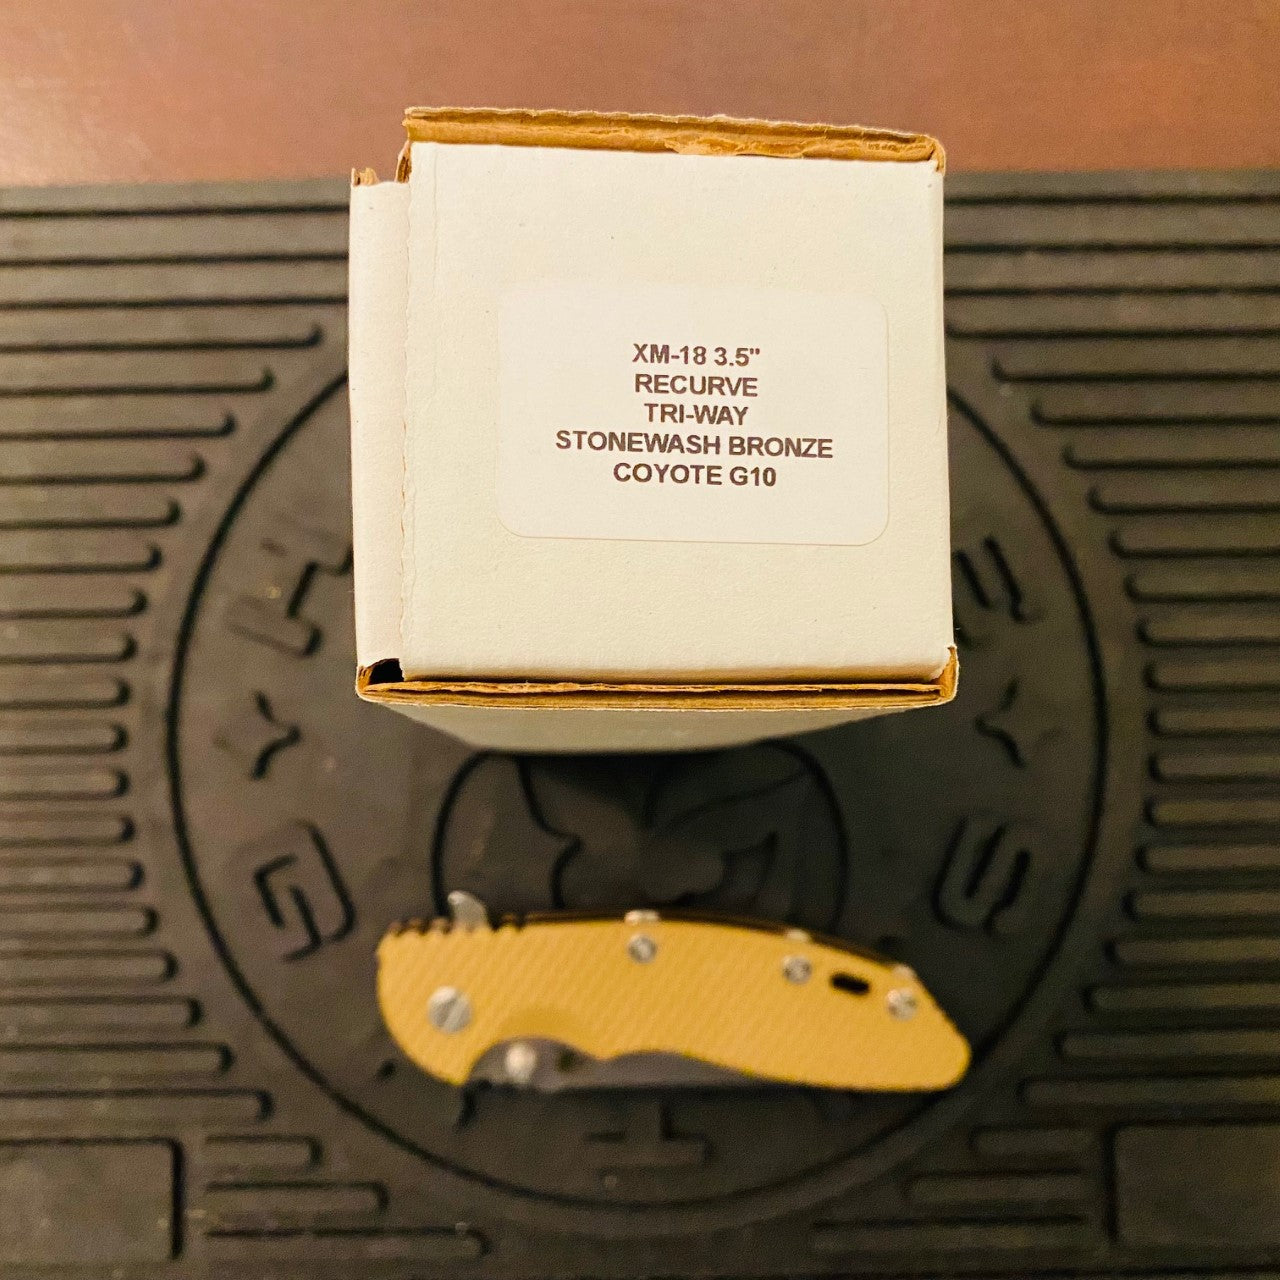 XM-18 3.5"
RECURVE
TRI-WAY
STONEWASH BRONZE
COYOTE G10